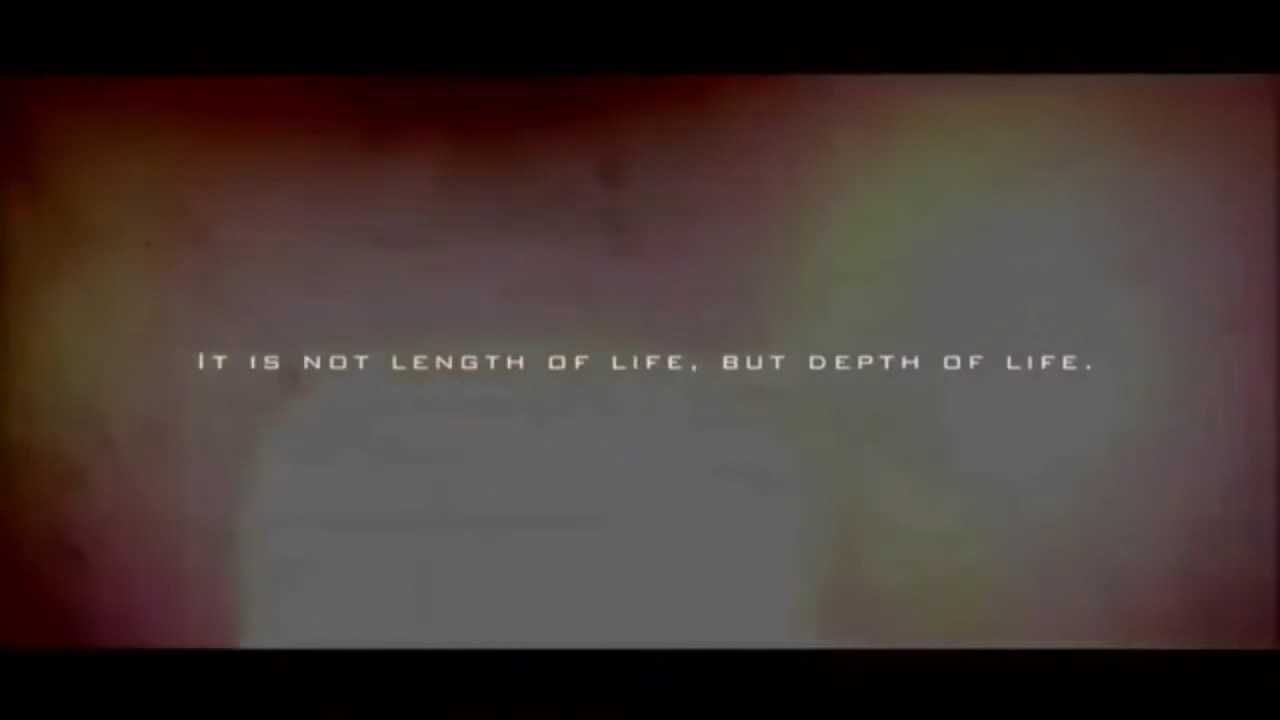 It is not length of life, but depth of life.